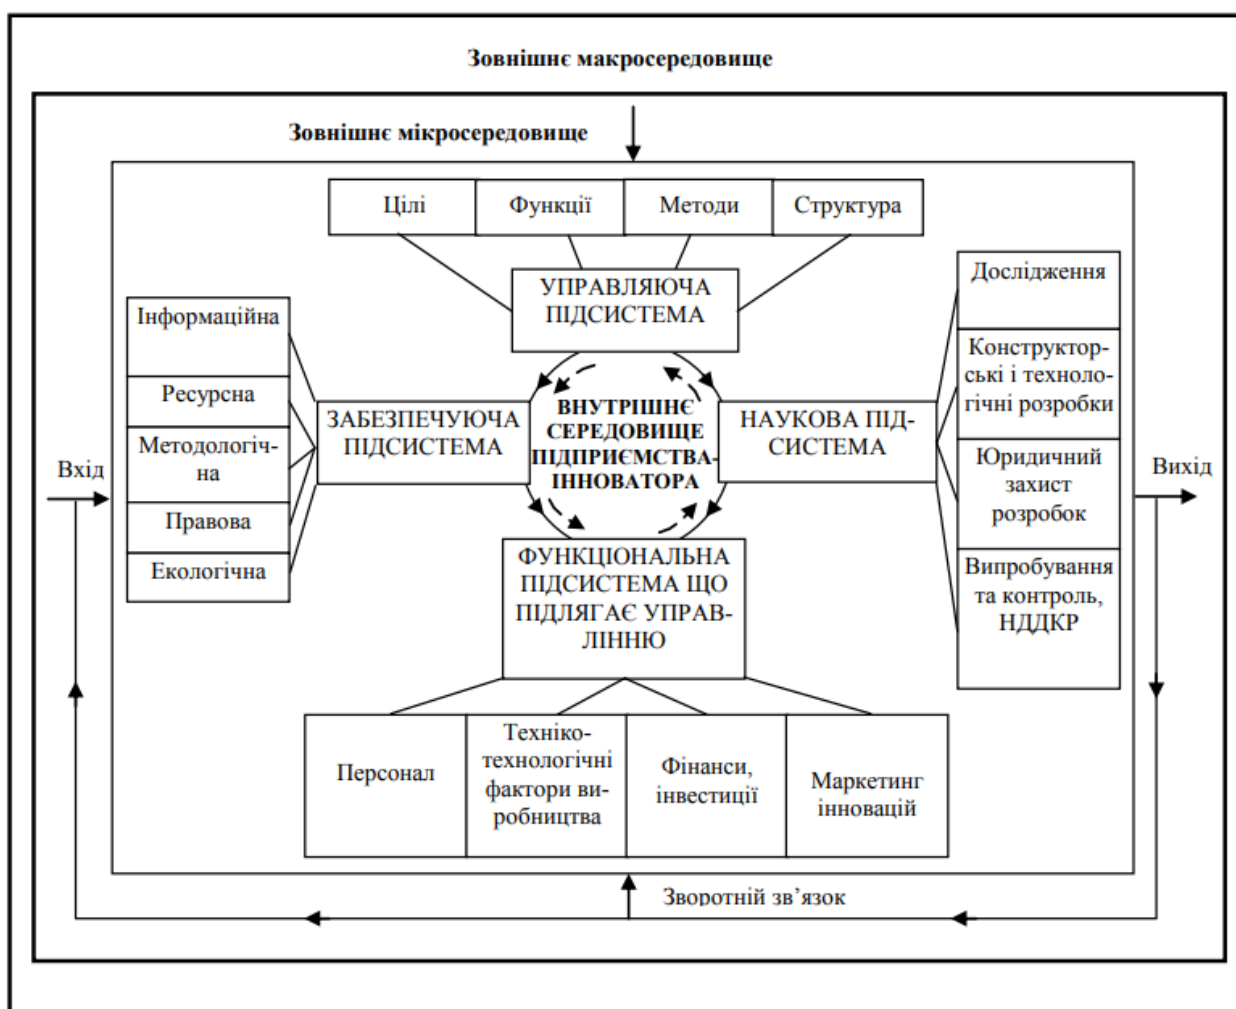 Зовнішнє макросередовище
Зовнішнє мікросередовище
Цілі
Функції
Методи
Структура
УПРАВЛЯЮЧА
ПІДСИСТЕМА
Інформаційна
Ресурсна
Методологіч-
на
Правова
Екологічна
Вхід
ЗАБЕЗПЕЧУЮЧА
ПІДСИСТЕМА
ВНУТРІШНЄ
СЕРЕДОВИЩЕ
ПІДПРИЄМСТВА-
ІННОВАТОРА
НАУКОВА ПІД-
СИСТЕМА
Дослідження
Конструктор-
ські і техноло-
гічні розробки
Юридичний
захист
розробок
Випробування
та контроль,
НДДКР
Вихід
ФУНКЦІОНАЛЬНА
ПІДСИСТЕМА ЩО
ПІДЛЯГАЄ УПРАВ-
ЛІННЮ
Персонал
Техніко-
технологічні
фактори ви-
робництва
Фінанси,
інвестиції
Маркетинг
інновацій
Зворотній зв’язок